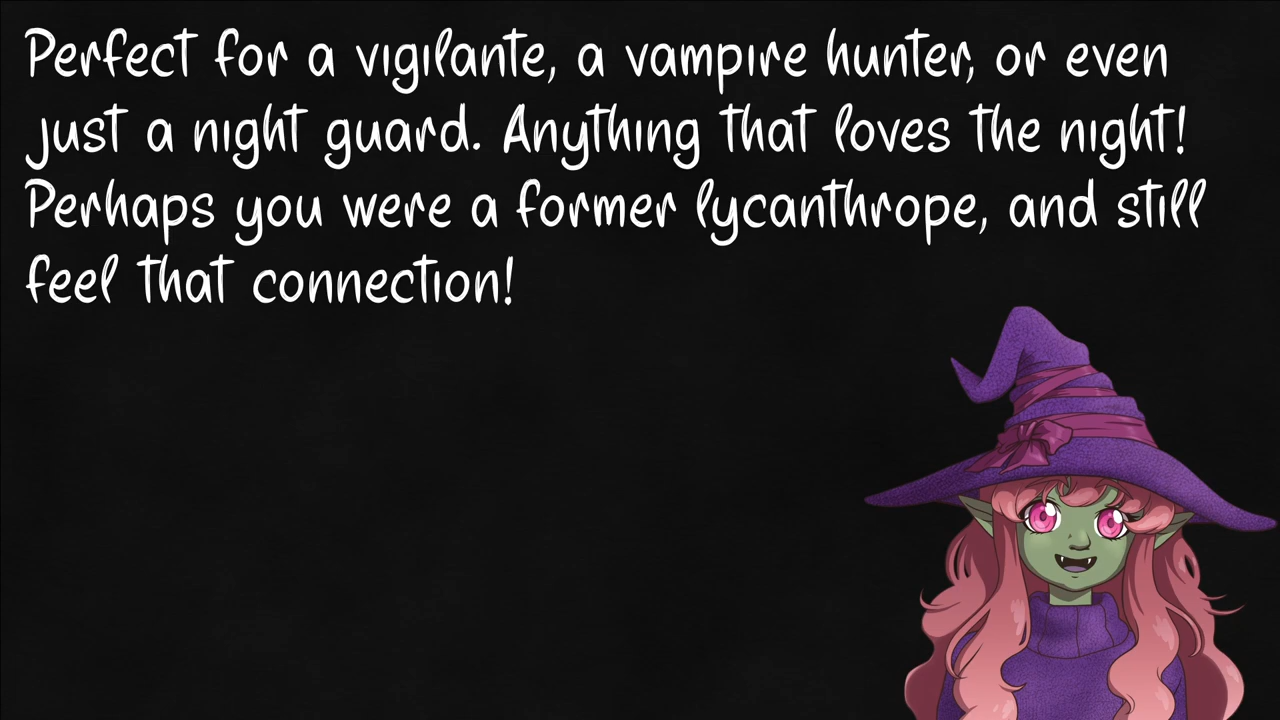 Perfect for a vigilante, a vampire hunter, or even
just a night guard. Anything that loves the night!
Perhaps you were a former lycanthrope, and still
feel that connection!